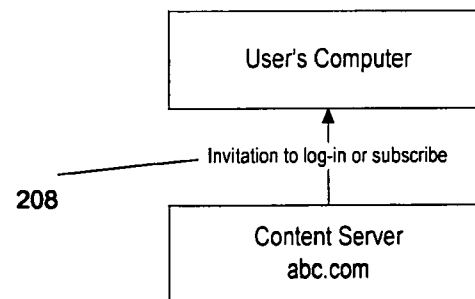 User's Computer
Invitation to log-in or subscribe
208
Content Server
abc.com